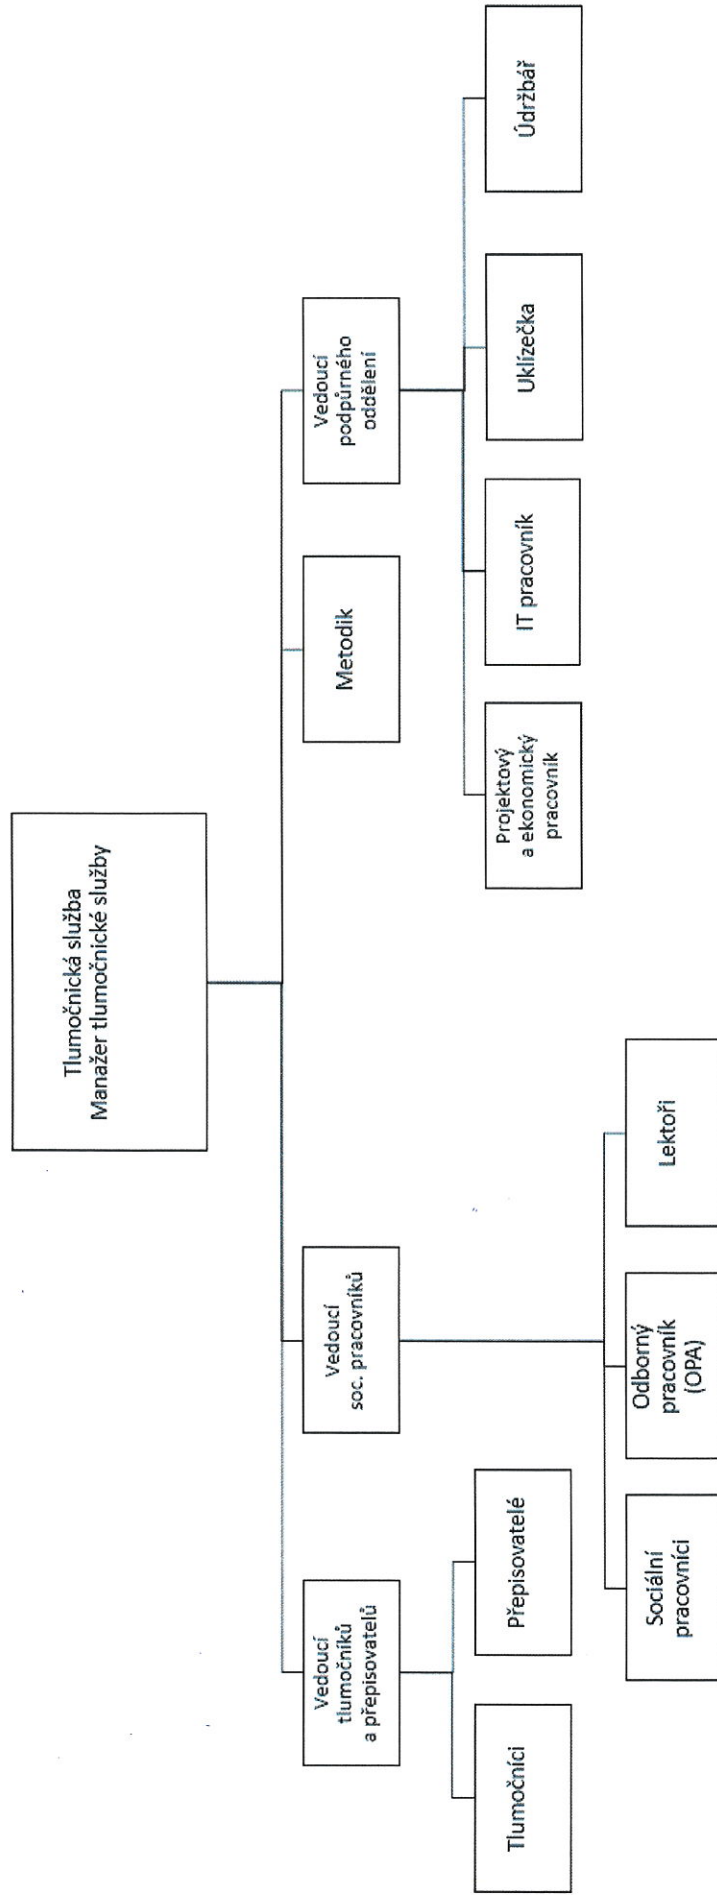 Tlumočnická služba
Manažer tlumočnické služby
Vedoucí
tlumočníků
a přepisovatelů
Vedoucí
soc. pracovníků
Metodik
Vedoucí
podpůrného
oddělení
Tlumočníci
Přepisovatelé
Sociální
pracovníci
Odborný
pracovník
(OPA)
Lektoři
Projektový
a ekonomický
pracovník
IT pracovník
Uklízečka
Údržbář